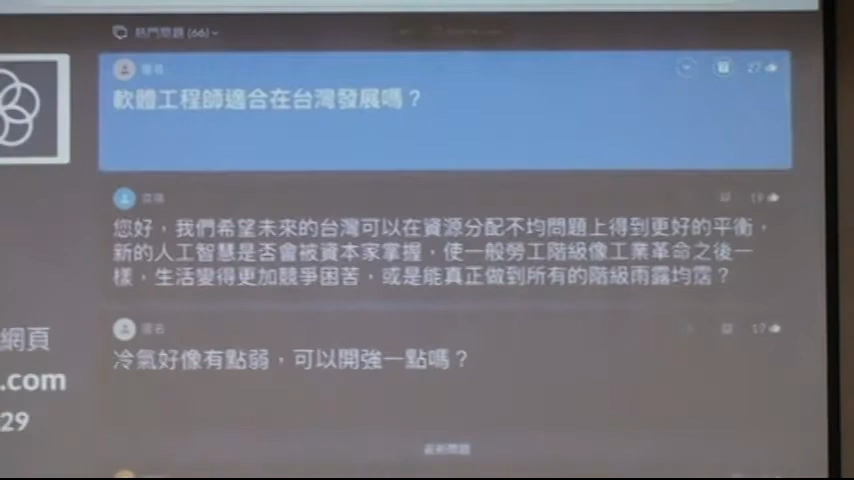 熱門問題 (66)
匿名
27
軟體工程師適合在台灣發展嗎？
19
您好，我們希望未來的台灣可以在資源分配不均問題上得到更好的平衡，
新的人工智慧是否會被資本家掌握，使一般勞工階級像工業革命之後一
樣，生活變得更加競爭困苦，或是能真正做到所有的階級雨露均霑？
匿名
19
冷氣好像有點弱，可以開強一點嗎？
網頁
.com
29
最新問題